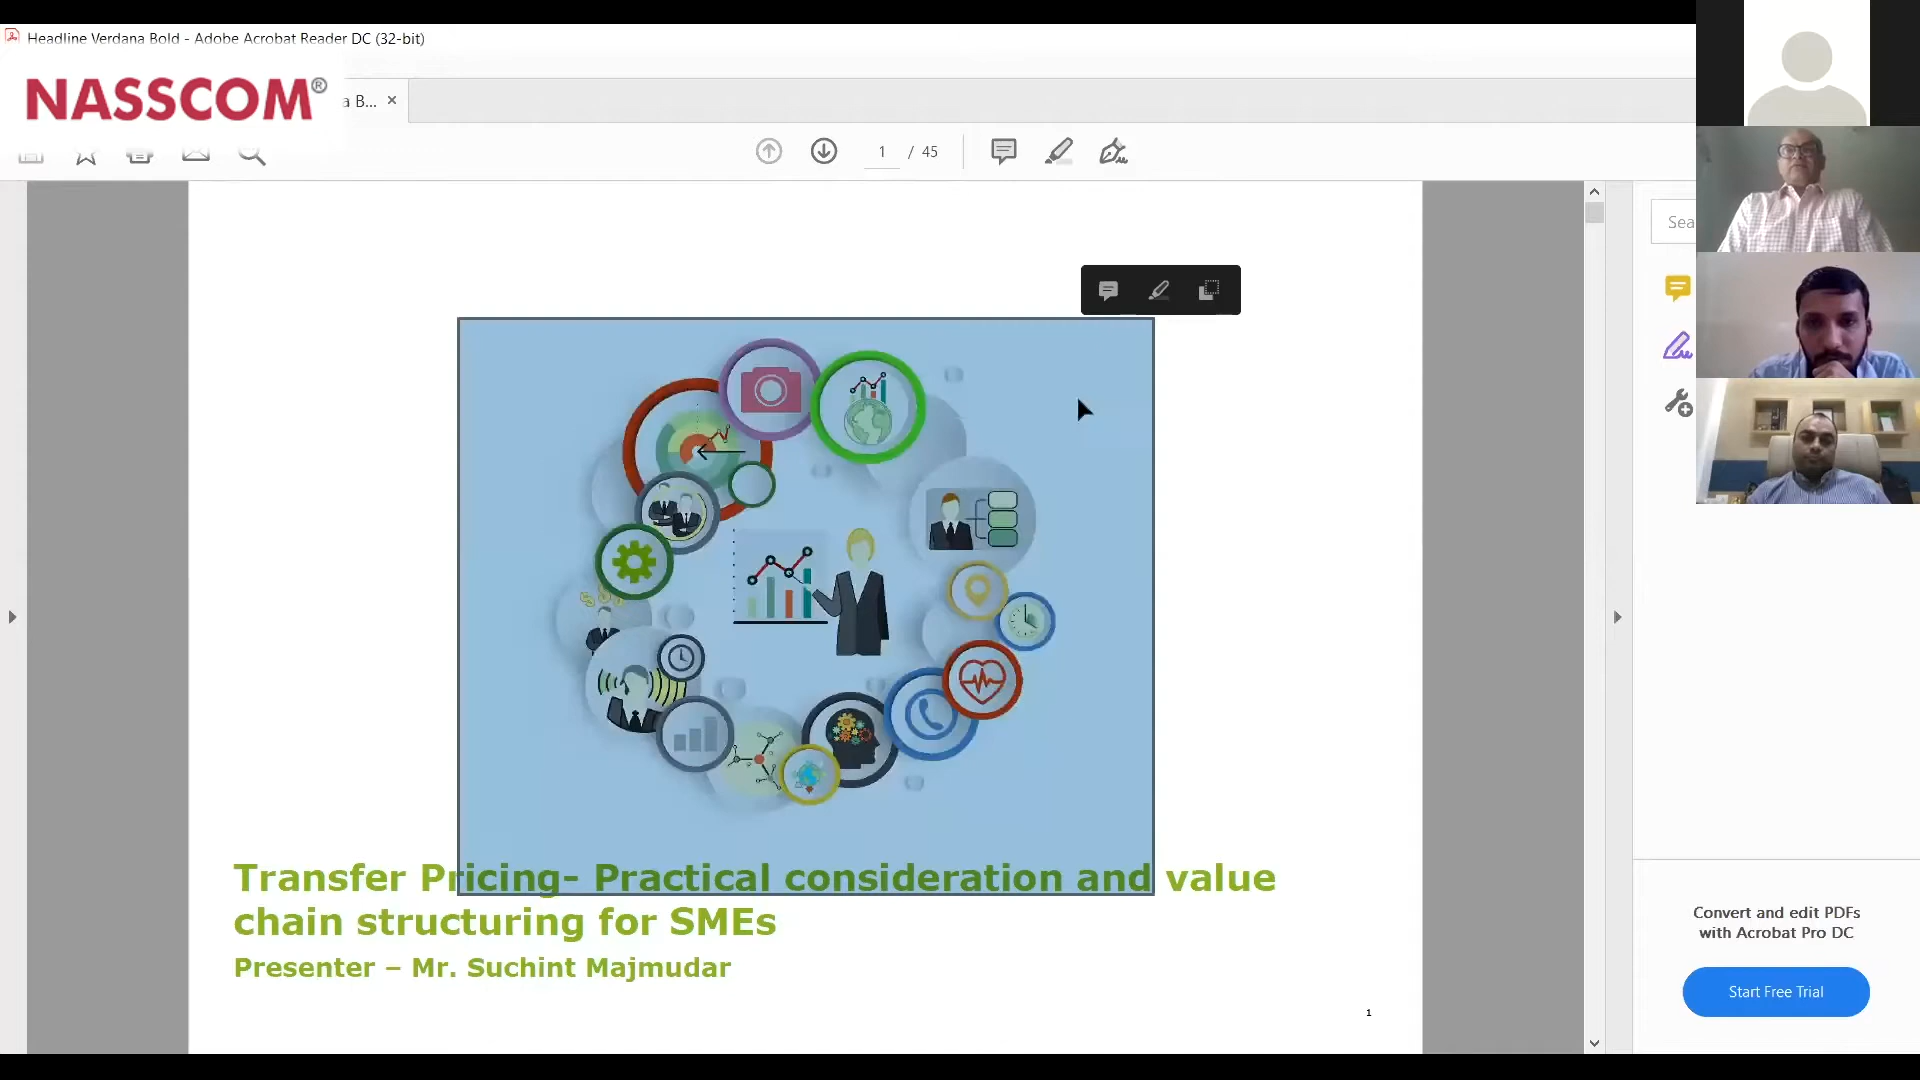 Headline Verdana Bold - Adobe Acrobat Reader DC (32-bit)
NASSCOM®
a B... ×
1 / 45
Sea
Transfer Pricing- Practical consideration and value
chain structuring for SMEs
Presenter – Mr. Suchint Majmudar
1
Convert and edit PDFs
with Acrobat Pro DC
Start Free Trial